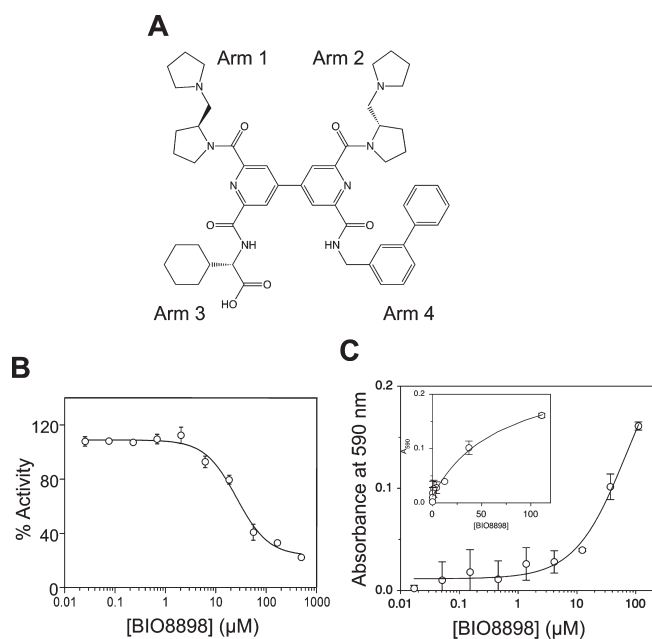 A
Arm 1
Arm 2
N
N
O
O
N
N
N
N
O
O
NH
HN
O
HO
Arm 3
Arm 4
B
C
120
80
40
0
% Activity
0.01
0.1
1
10
100
1000
[BIO8898] (µM)
0.2
0.1
0.0
Absorbance at 590 nm
0.2
0.1
0.0
A590
0
50
100
[BIO8898]
0.01
0.1
1
10
100
[BIO8898] (µM)